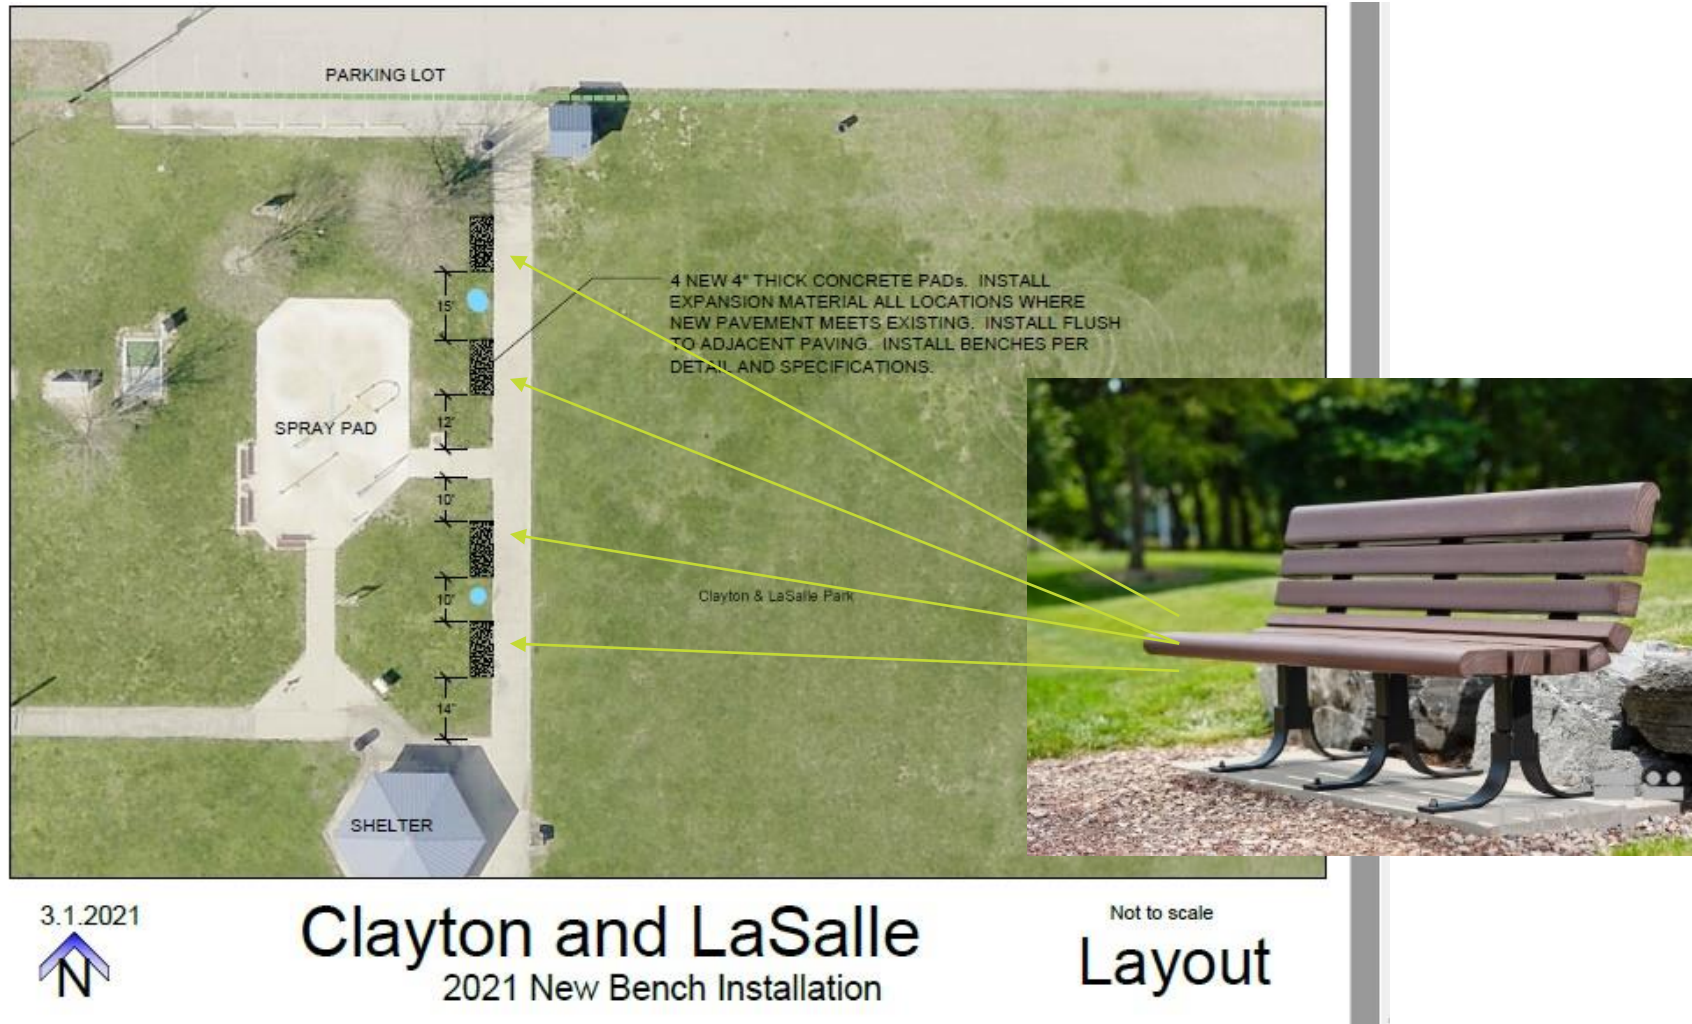 PARKING LOT
4 NEW 4" THICK CONCRETE PADs. INSTALL
EXPANSION MATERIAL ALL LOCATIONS WHERE
NEW PAVEMENT MEETS EXISTING. INSTALL FLUSH
TO ADJACENT PAVING. INSTALL BENCHES PER
DETAIL AND SPECIFICATIONS.
15'
12'
SPRAY PAD
10'
10'
Clayton & LaSalle Park
14'
SHELTER
3.1.2021
N
Clayton and LaSalle
2021 New Bench Installation
Not to scale
Layout